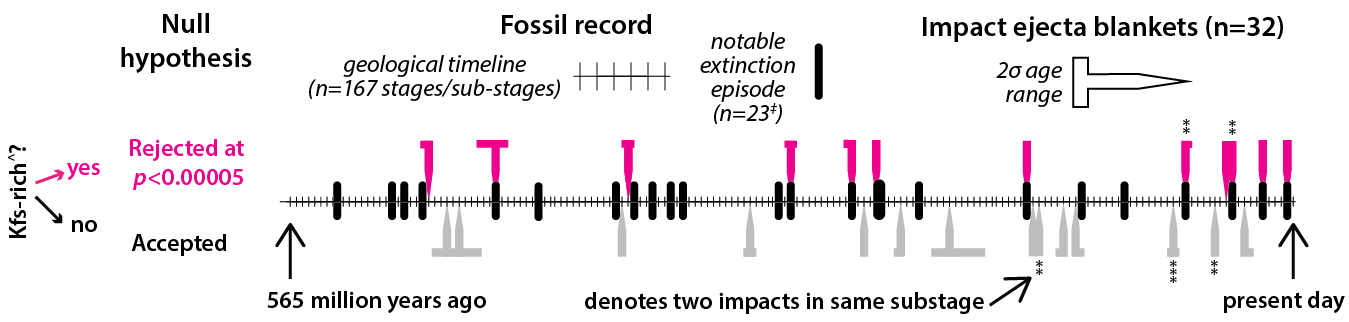 Null
hypothesis
Fossil record
geological timeline
(n=167 stages/sub-stages)
notable
extinction
episode
(n=23‡)
Impact ejecta blankets (n=32)
2σ age
range
Kfs-rich^?
yes
no
Rejected at
p<0.00005
Accepted
**
**
**
***
**
565 million years ago
denotes two impacts in same substage
present day